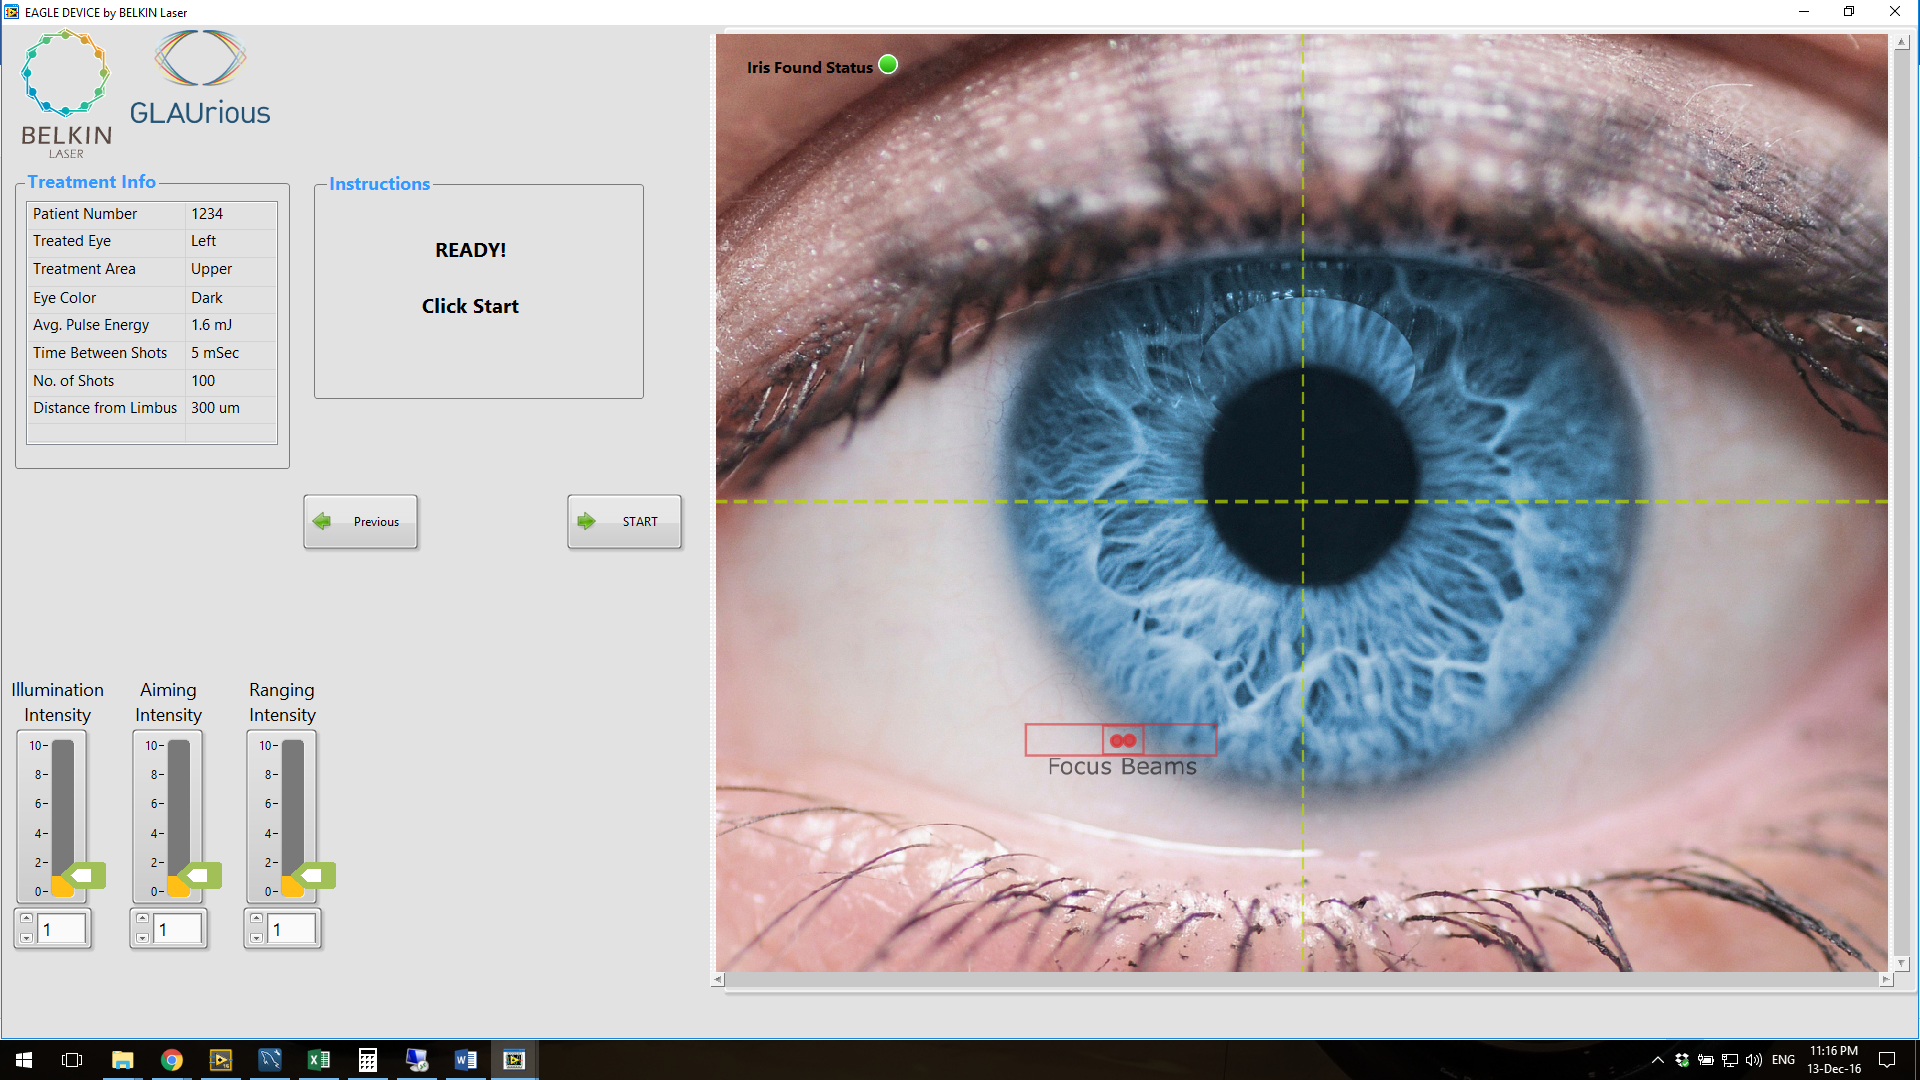 EAGLE DEVICE by BELKIN Laser
BELKIN
LASER
GLAUrious
Iris Found Status
Treatment Info
Patient Number 1234
Treated Eye Left
Treatment Area Upper
Eye Color Dark
Avg. Pulse Energy 1.6 mJ
Time Between Shots 5 mSec
No. of Shots 100
Distance from Limbus 300 um
Instructions
READY!
Click Start
Previous
START
Illumination
Intensity
10
8
6
4
2
0
1
Aiming
Intensity
10
8
6
4
2
0
1
Ranging
Intensity
10
8
6
4
2
0
1
Focus Beams
ENG
11:16 PM
13-Dec-16